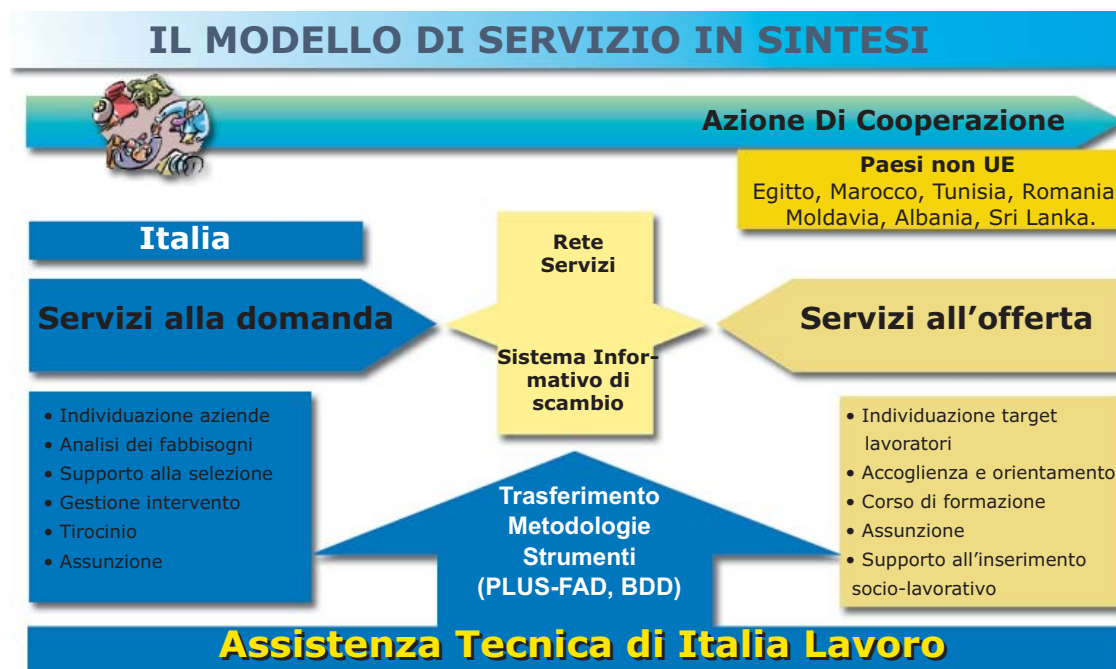 IL MODELLO DI SERVIZIO IN SINTESI
Azione Di Cooperazione
Paesi non UE
Egitto, Marocco, Tunisia, Romania
Moldavia, Albania, Sri Lanka.
Italia
Servizi alla domanda
• Individuazione aziende
• Analisi dei fabbisogni
• Supporto alla selezione
• Gestione intervento
• Tirocinio
• Assunzione
Rete
Servizi
Sistema Infor-
mativo di
scambio
Servizi all’offerta
• Individuazione target
lavoratori
• Accoglienza e orientamento
• Corso di formazione
• Assunzione
• Supporto all’inserimento
socio-lavorativo
Trasferimento
Metodologie
Strumenti
(PLUS-FAD, BDD)
Assistenza Tecnica di Italia Lavoro